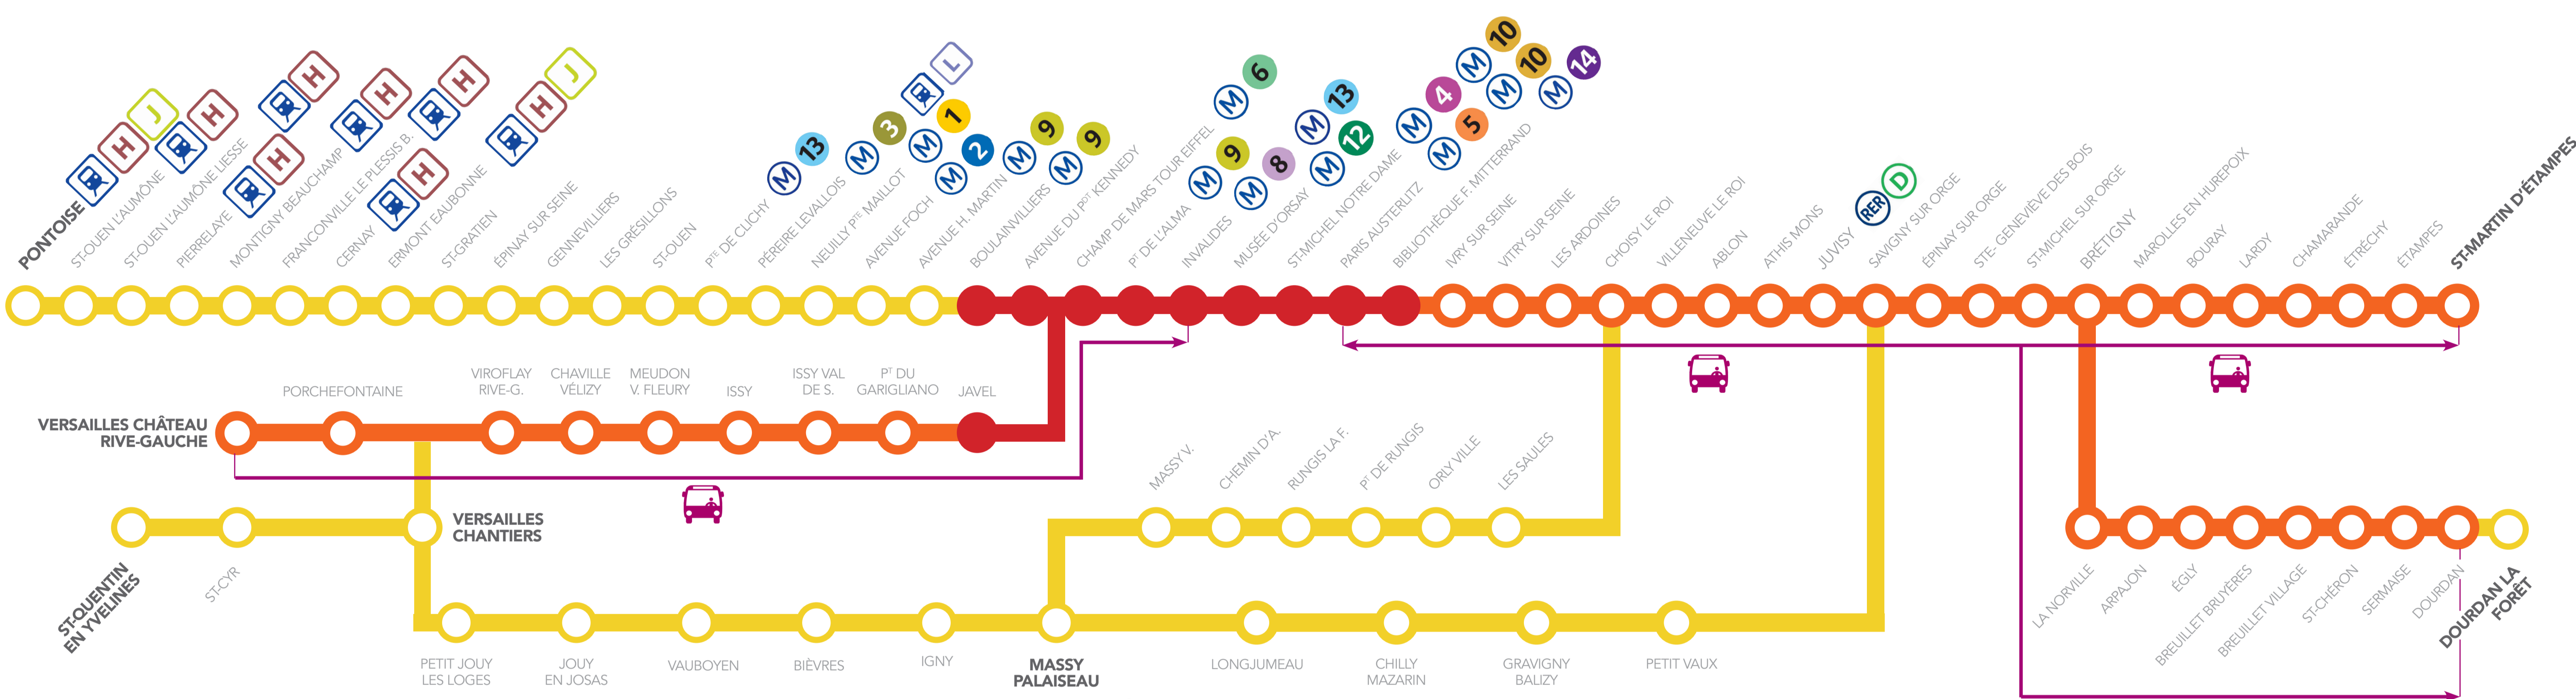 PONTOISE
H
J
ST-OUEN L'AUMÔNE
H
ST-OUEN L'AUMÔNE LIESSE
H
PIERRELAYE
H
MONTIGNY BEAUCHAMP
H
FRANCONVILLE LE PLESSIS B.
H
CERNAY
H
ERMONT EAUBONNE
H
J
ST-GRATIEN
ÉPINAY SUR SEINE
GENNEVILLIERS
LES GRÉSILLONS
ST-OUEN
PTE DE CLICHY
M
13
PÉREIRE LEVALLOIS
M
3
NEUILLY PTE MAILLOT
L
M
1
AVENUE FOCH
M
2
AVENUE H. MARTIN
M
9
BOULAINVILLIERS
M
9
AVENUE DU PDT KENNEDY
CHAMP DE MARS TOUR EIFFEL
M
6
PT DE L'ALMA
M
9
INVALIDES
M
8
M
13
MUSÉE D'ORSAY
M
12
ST-MICHEL NOTRE DAME
M
4
M
10
PARIS AUSTERLITZ
M
5
M
10
BIBLIOTHÈQUE F. MITTERRAND
M
14
IVRY SUR SEINE
VITRY SUR SEINE
LES ARDOINES
CHOISY LE ROI
VILLENEUVE LE ROI
ABLON
ATHIS MONS
JUVISY
RER
D
SAVIGNY SUR ORGE
ÉPINAY SUR ORGE
STE- GENEVIÈVE DES BOIS
ST-MICHEL SUR ORGE
BRÉTIGNY
MAROLLES EN HUREPOIX
BOURAY
LARDY
CHAMARANDE
ÉTRÉCHY
ÉTAMPES
ST-MARTIN D'ÉTAMPES
VERSAILLES CHÂTEAU
RIVE-GAUCHE
PORCHEFONTAINE
VIROFLAY
RIVE-G.
CHAVILLE
VÉLIZY
MEUDON
V. FLEURY
ISSY
ISSY VAL
DE S.
PT DU
GARIGLIANO
JAVEL
MASSY V.
CHEMIN D'A.
RUNGIS LA F.
PT DE RUNGIS
ORLY VILLE
LES SAULES
VERSAILLES
CHANTIERS
ST-QUENTIN
EN YVELINES
ST-CYR
LA NORVILLE
ARPAJON
ÉGLY
BREUILLET BRUYÈRES
BREUILLET VILLAGE
ST-CHÉRON
SERMAISE
DOURDAN
DOURDAN LA
FORÊT
PETIT JOUY
LES LOGES
JOUY
EN JOSAS
VAUBOYEN
BIÈVRES
IGNY
MASSY
PALAISEAU
LONGJUMEAU
CHILLY
MAZARIN
GRAVIGNY
BALIZY
PETIT VAUX